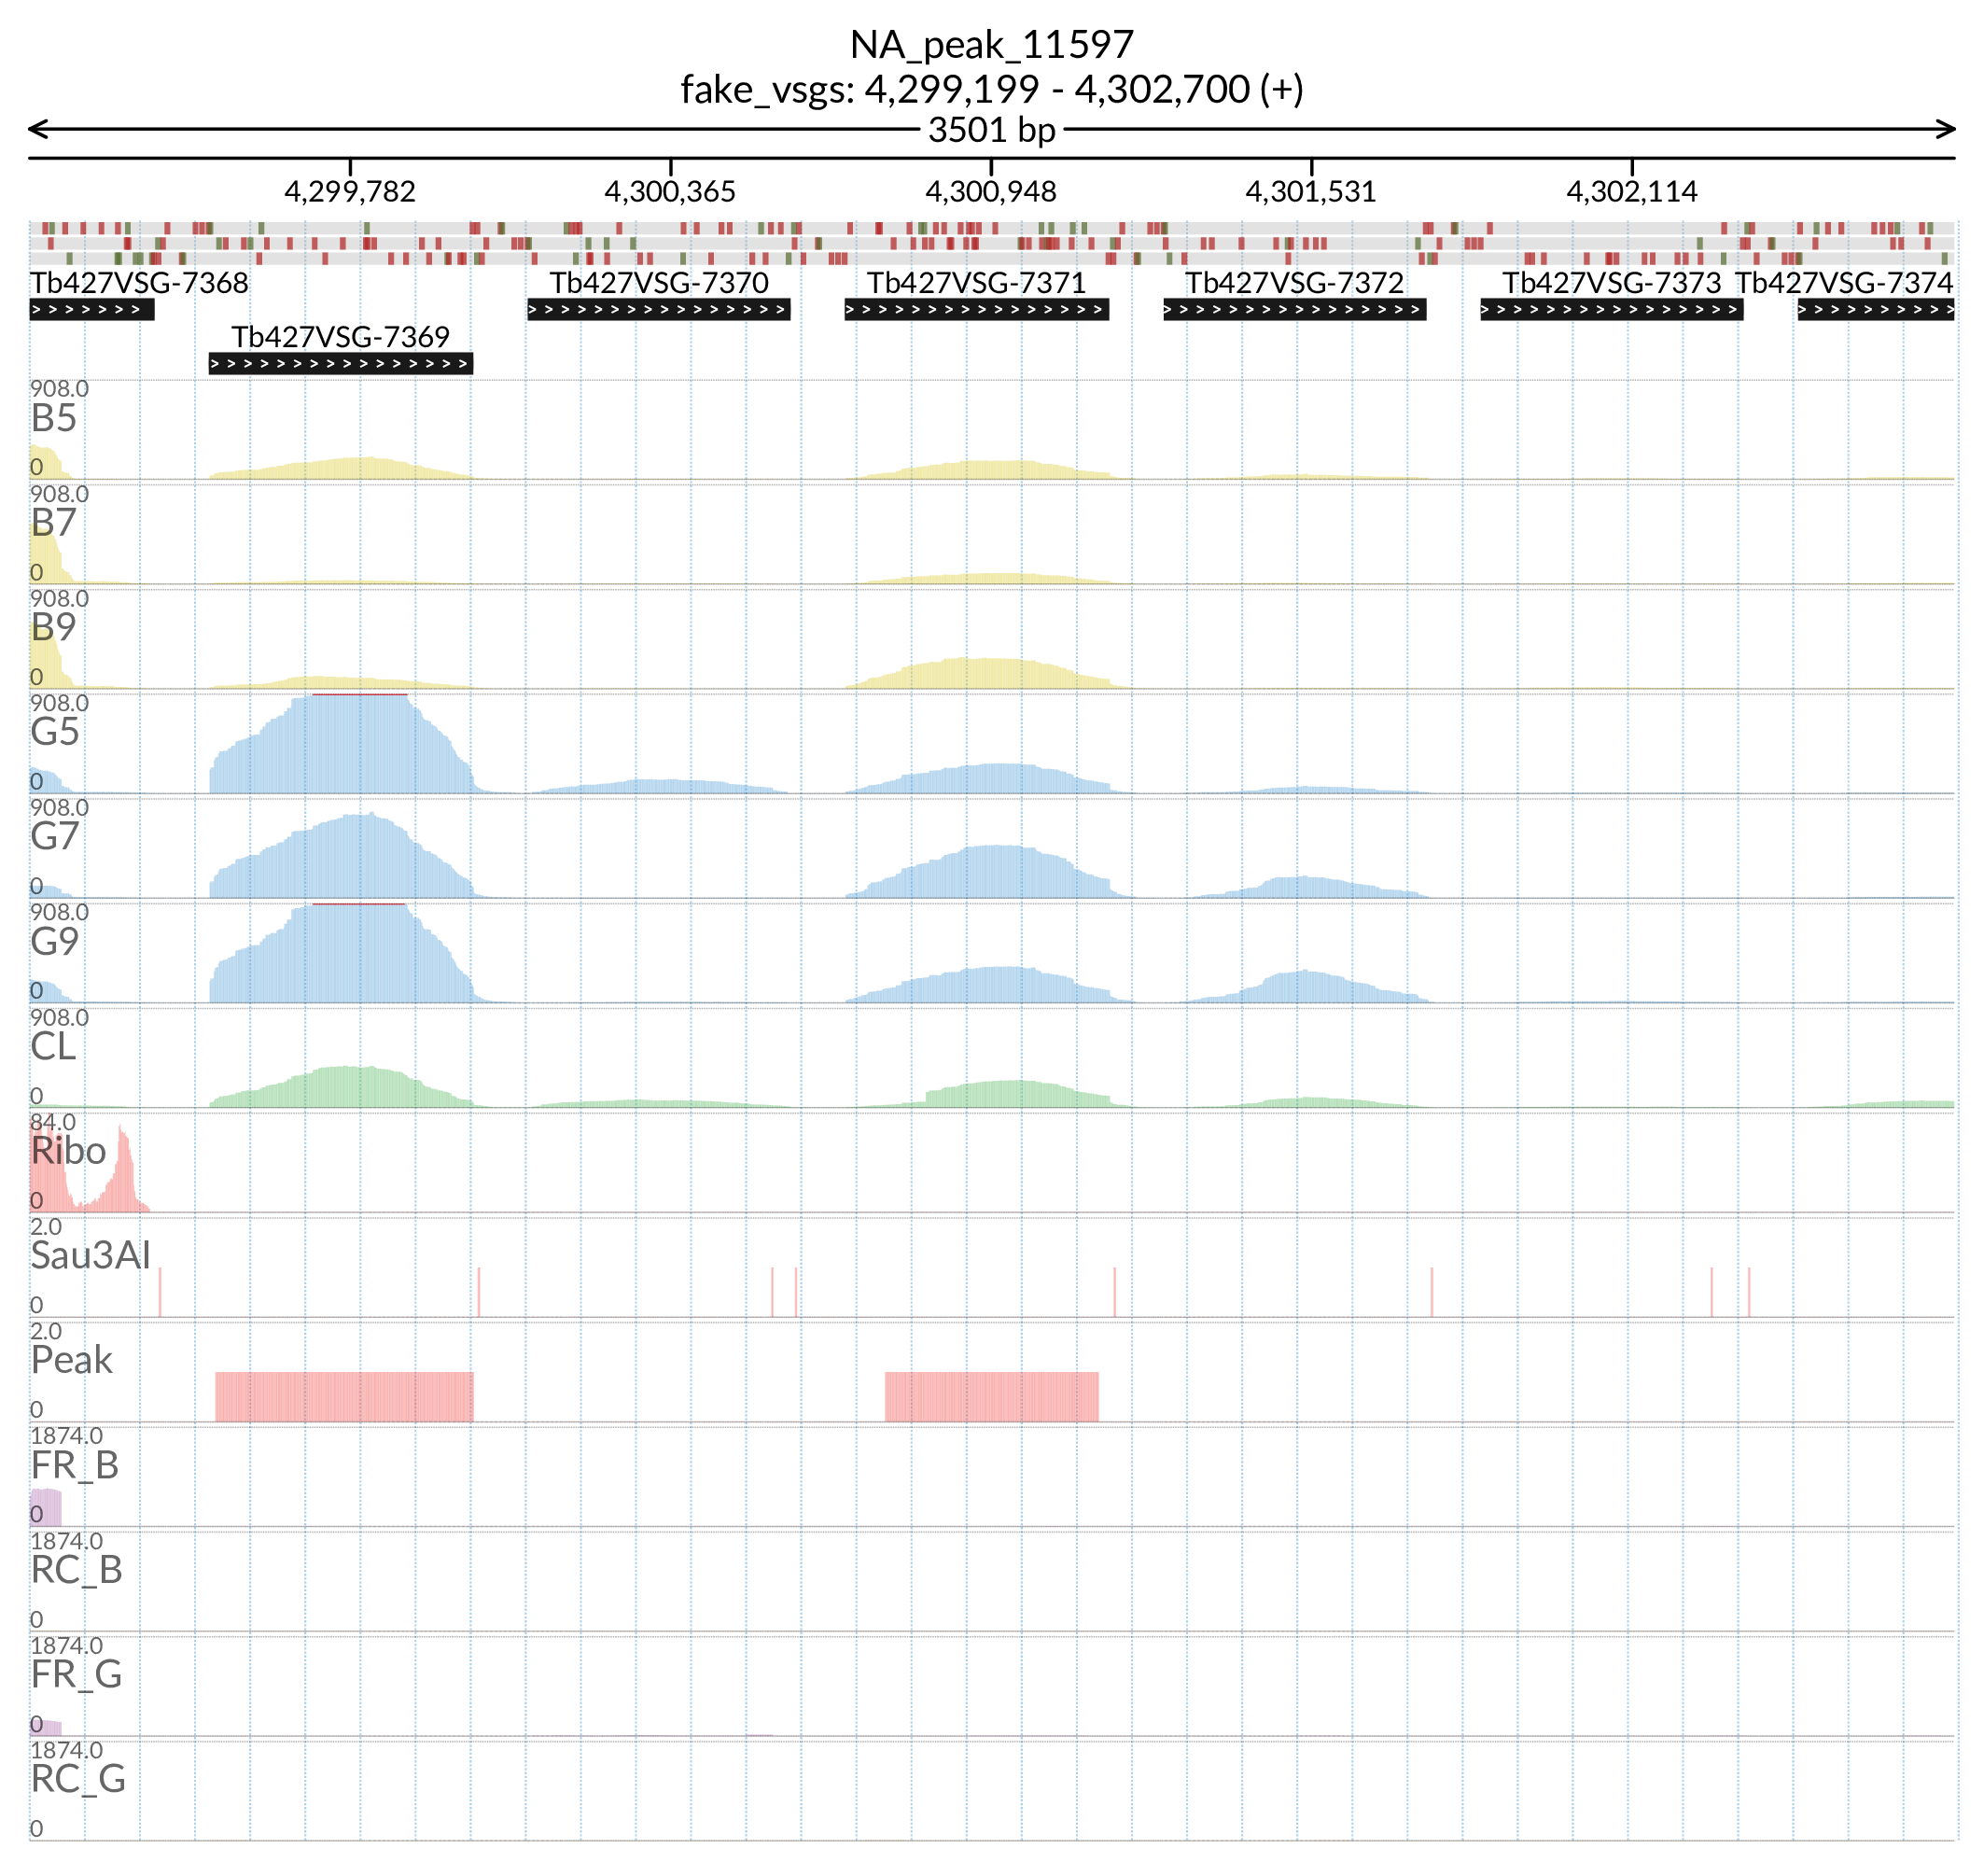 NA_peak_11597
fake_vsgs: 4,299,199 - 4,302,700 (+)
3501 bp
4,299,782 4,300,365 4,300,948 4,301,531 4,302,114
Tb427VSG-7368 Tb427VSG-7370 Tb427VSG-7371 Tb427VSG-7372 Tb427VSG-7373 Tb427VSG-7374
Tb427VSG-7369
908.0
B5
0
908.0
B7
0
908.0
B9
0
908.0
G5
0
908.0
G7
0
908.0
G9
0
908.0
CL
0
84.0
Ribo
0
2.0
Sau3AI
0
2.0
Peak
0
1874.0
FR_B
0
1874.0
RC_B
0
1874.0
FR_G
0
1874.0
RC_G
0